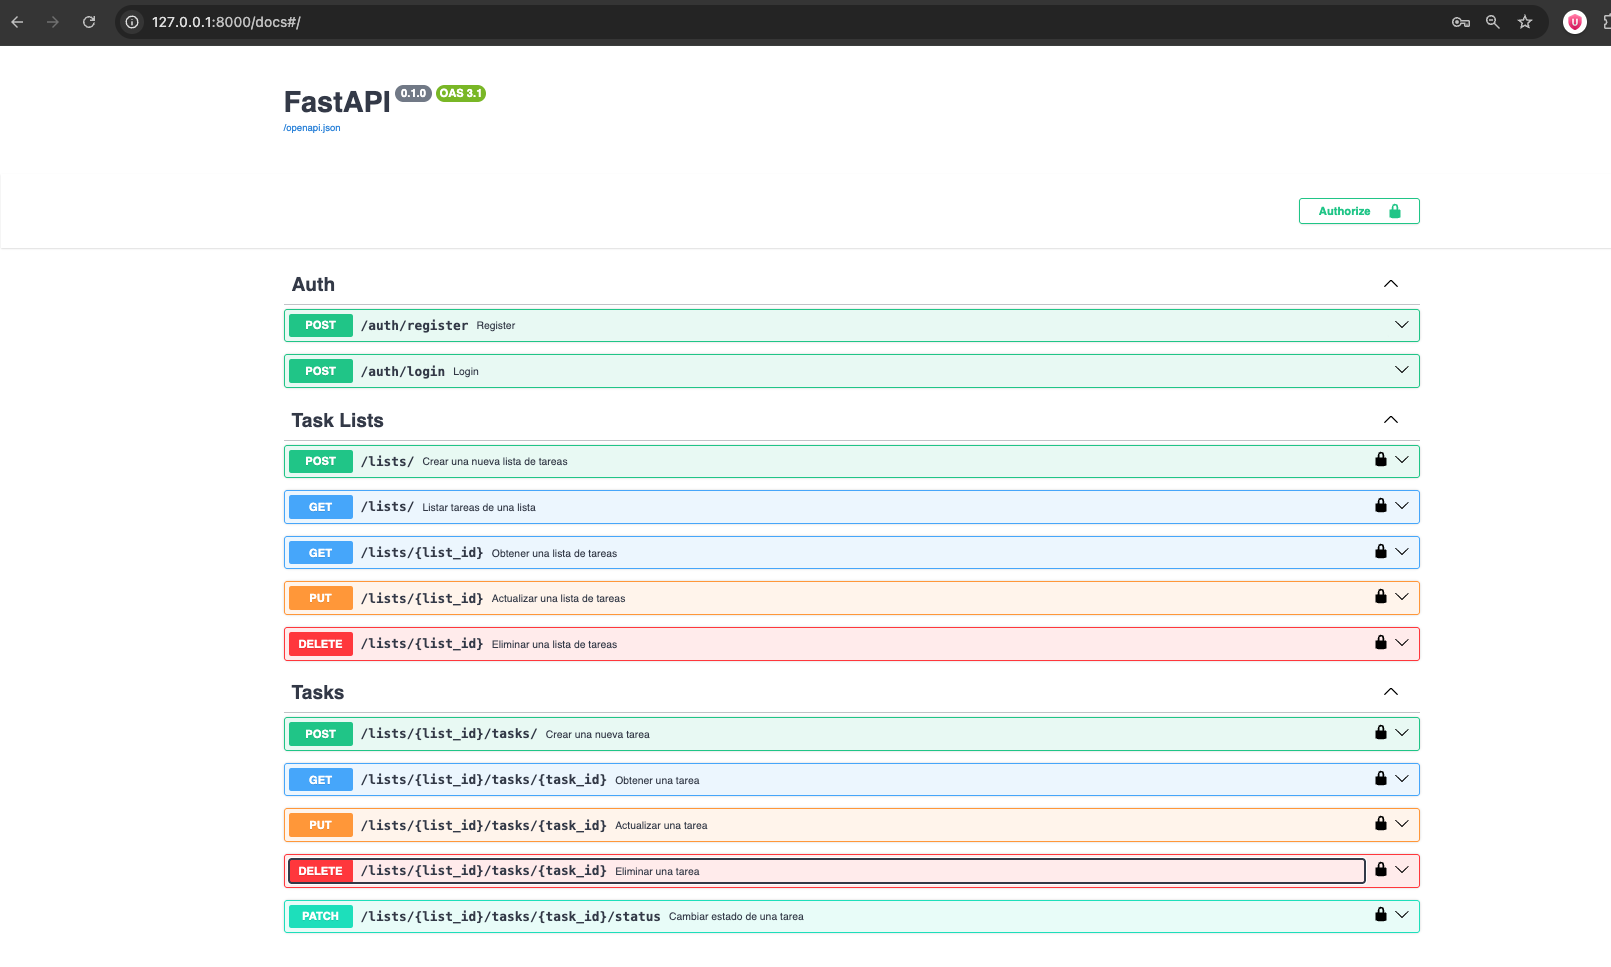 127.0.0.1:8000/docs#/
FastAPI 0.1.0 OAS 3.1
/openapi.json
Authorize
Auth
POST /auth/register Register
POST /auth/login Login
Task Lists
POST /lists/ Crear una nueva lista de tareas
GET /lists/ Listar tareas de una lista
GET /lists/{list_id} Obtener una lista de tareas
PUT /lists/{list_id} Actualizar una lista de tareas
DELETE /lists/{list_id} Eliminar una lista de tareas
Tasks
POST /lists/{list_id}/tasks/ Crear una nueva tarea
GET /lists/{list_id}/tasks/{task_id} Obtener una tarea
PUT /lists/{list_id}/tasks/{task_id} Actualizar una tarea
DELETE /lists/{list_id}/tasks/{task_id} Eliminar una tarea
PATCH /lists/{list_id}/tasks/{task_id}/status Cambiar estado de una tarea